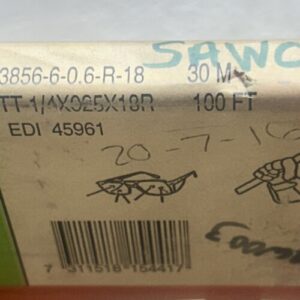 SAWC
3856-6-0.6-R-18 30 M
TT-1/4X025X18R 100 FT
EDI 45961
20-7-16
7 311518 154417